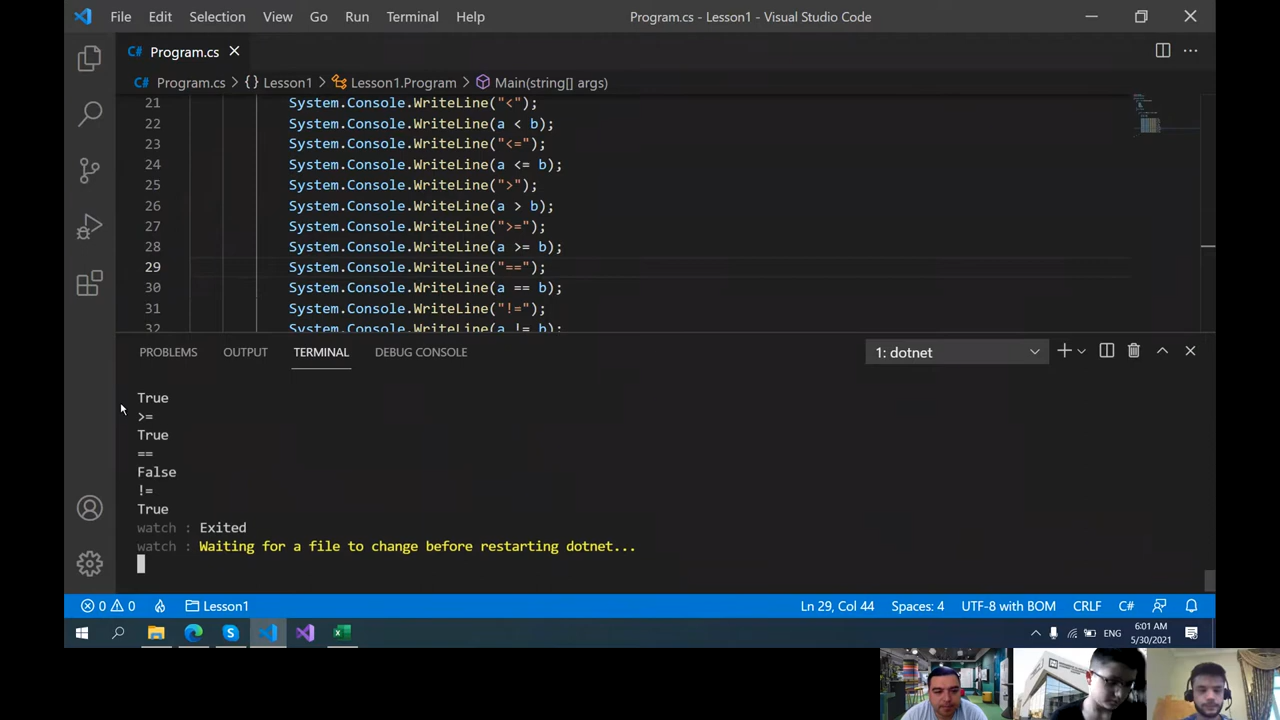 File Edit Selection View Go Run Terminal Help Program.cs - Lesson1 - Visual Studio Code
C# Program.cs
C# Program.cs > {} Lesson1 > Lesson1.Program > Main(string[] args)
21 System.Console.WriteLine("<");
22 System.Console.WriteLine(a < b);
23 System.Console.WriteLine("<=");
24 System.Console.WriteLine(a <= b);
25 System.Console.WriteLine(">");
26 System.Console.WriteLine(a > b);
27 System.Console.WriteLine(">=");
28 System.Console.WriteLine(a >= b);
29 System.Console.WriteLine("==");
30 System.Console.WriteLine(a == b);
31 System.Console.WriteLine("!=");
32 System.Console.WriteLine(a != b);
PROBLEMS OUTPUT TERMINAL DEBUG CONSOLE 1: dotnet
True
>=
True
==
False
!=
True
watch : Exited
watch : Waiting for a file to change before restarting dotnet...
0 0 Lesson1 Ln 29, Col 44 Spaces: 4 UTF-8 with BOM CRLF C#
ENG 6:01 AM
5/30/2021